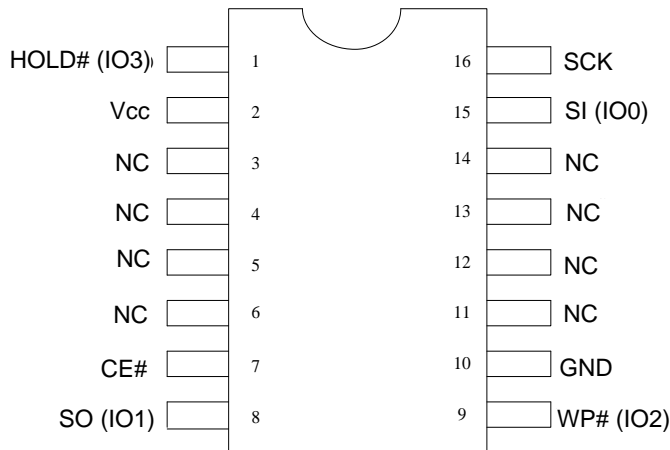 HOLD# (IO3) 1 16 SCK
Vcc 2 15 SI (IO0)
NC 3 14 NC
NC 4 13 NC
NC 5 12 NC
NC 6 11 NC
CE# 7 10 GND
SO (IO1) 8 9 WP# (IO2)